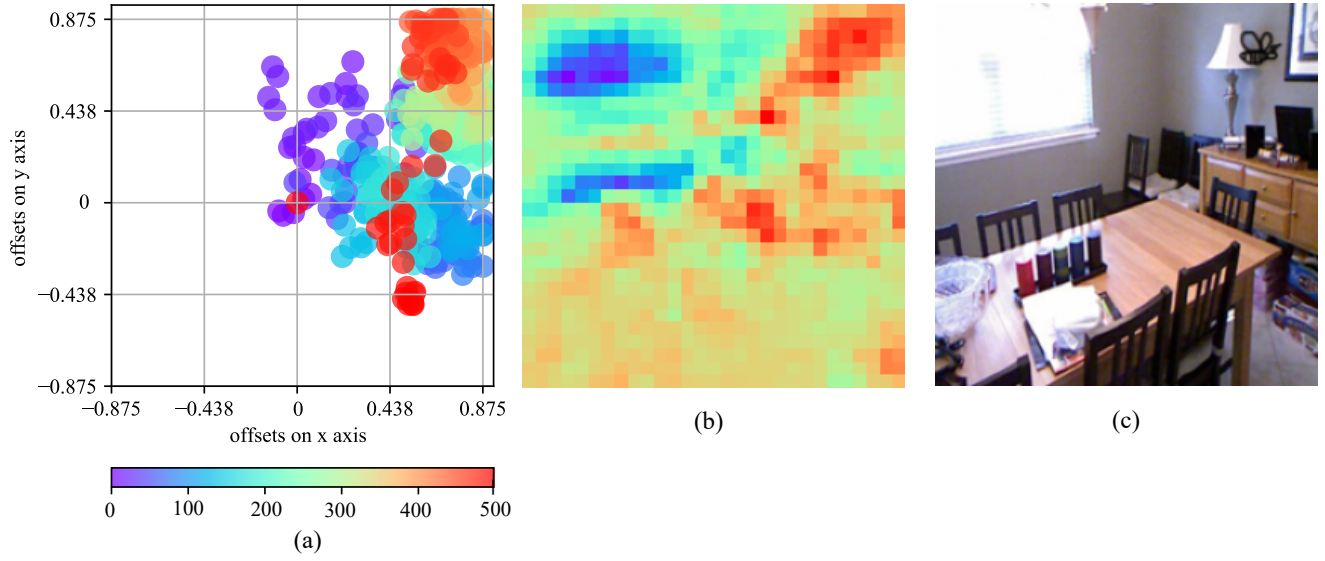 0.875
0.438
0
−0.438
−0.875
offsets on y axis
−0.875 −0.438 0 0.438 0.875
offsets on x axis
0 100 200 300 400 500
(a)
(b)
(c)